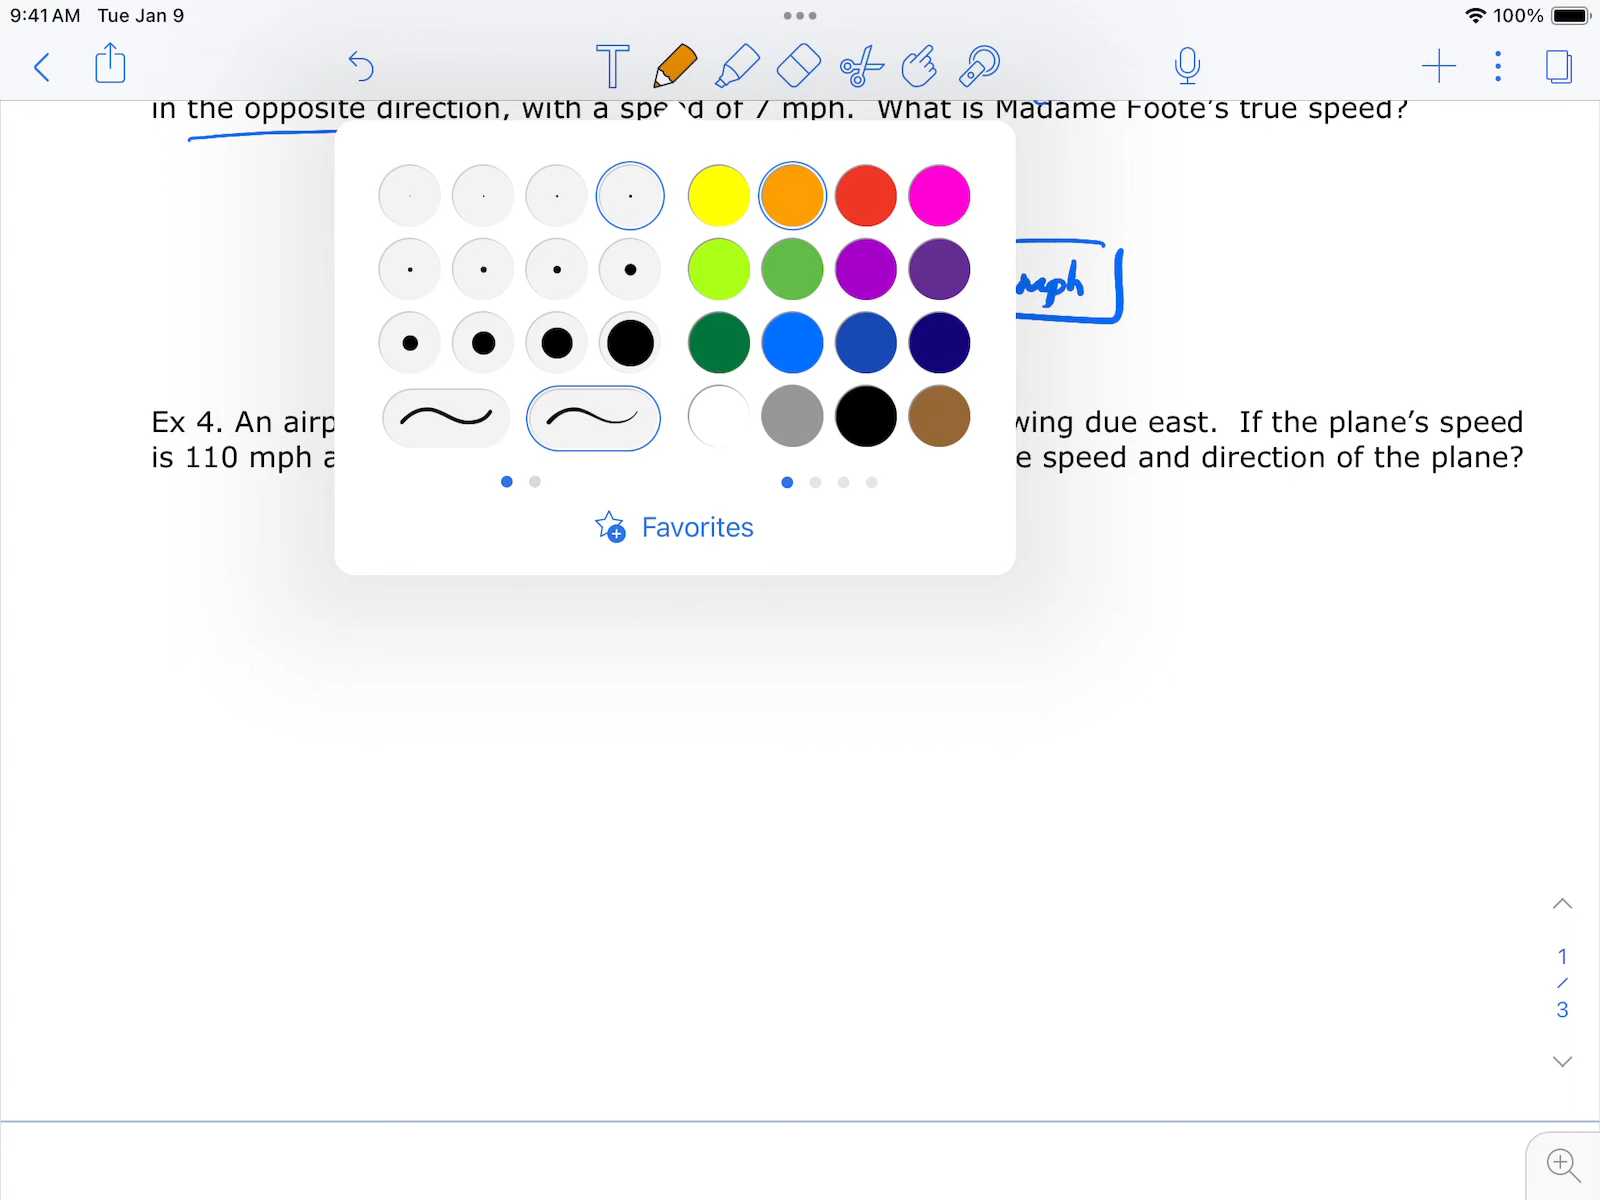 9:41 AM Tue Jan 9
100%
in the opposite direction, with a speed of 7 mph. What is Madame Foote's true speed?
mph
Ex 4. An airp wing due east. If the plane's speed
is 110 mph a e speed and direction of the plane?
Favorites
1
/
3